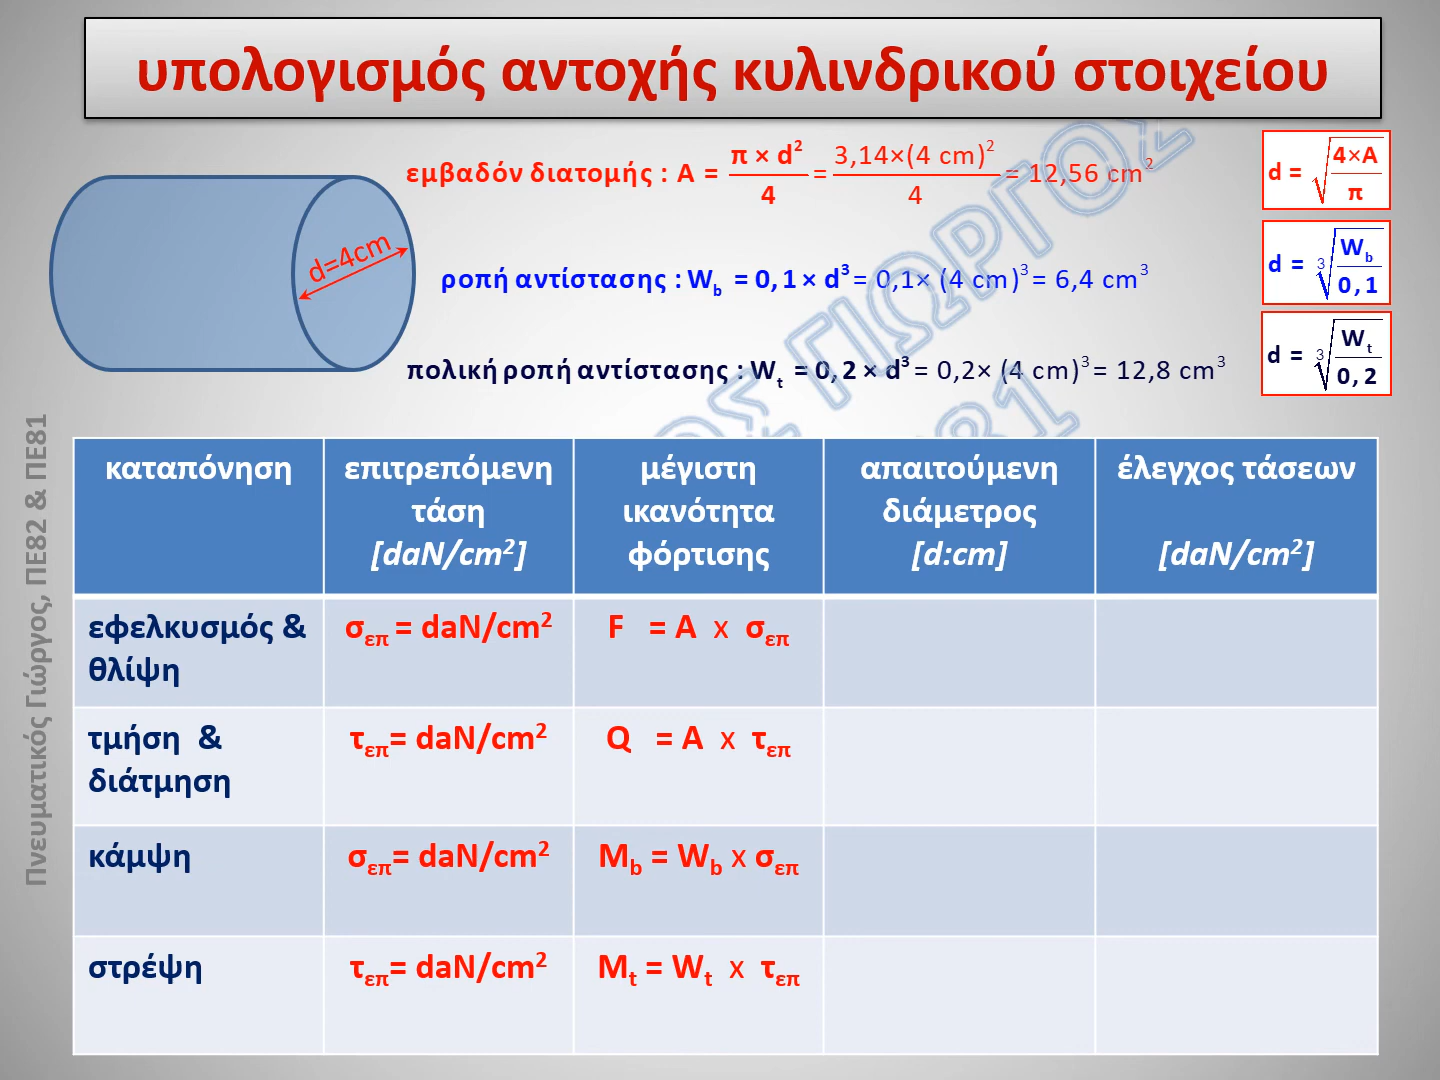 υπολογισμός αντοχής κυλινδρικού στοιχείου
εμβαδόν διατομής : A = π × d² / 4 = 3,14×(4 cm)² / 4 = 12,56 cm²
d = √(4×A / π)
d=4cm
ροπή αντίστασης : W_b = 0,1 × d³ = 0,1× (4 cm)³ = 6,4 cm³
d = ³√(W_b / 0,1)
πολική ροπή αντίστασης : W_t = 0,2 × d³ = 0,2× (4 cm)³ = 12,8 cm³
d = ³√(W_t / 0,2)
ΓΙΩΡΓΟΣ
81
Πνευματικός Γιώργος, ΠΕ82 & ΠΕ81
καταπόνηση
επιτρεπόμενη
τάση
[daN/cm²]
μέγιστη
ικανότητα
φόρτισης
απαιτούμενη
διάμετρος
[d:cm]
έλεγχος τάσεων
[daN/cm²]
εφελκυσμός &
θλίψη
σ_επ = daN/cm²
F = A x σ_επ
τμήση &
διάτμηση
τ_επ= daN/cm²
Q = A x τ_επ
κάμψη
σ_επ= daN/cm²
M_b = W_b x σ_επ
στρέψη
τ_επ= daN/cm²
M_t = W_t x τ_επ